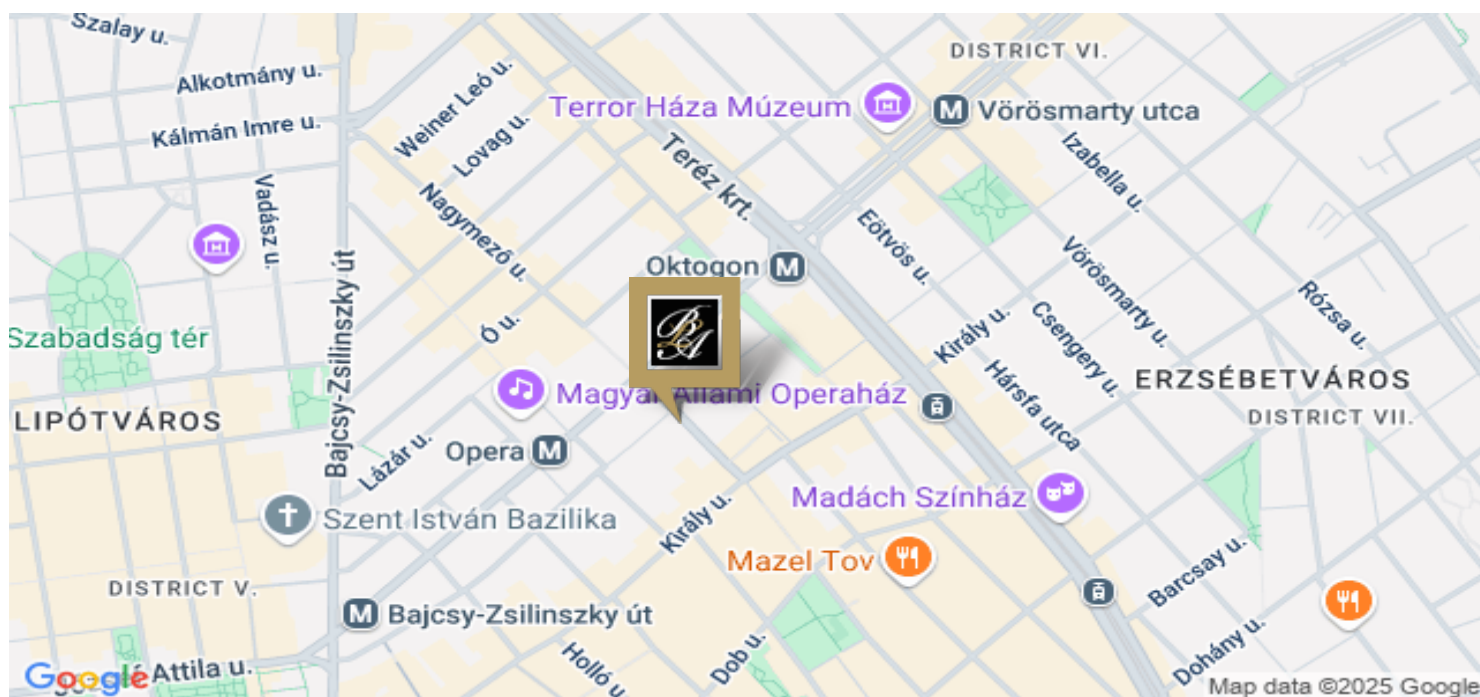 Szalay u.
DISTRICT VI.
Alkotmány u.
Weiner Leó u.
Terror Háza Múzeum
M Vörösmarty utca
Kálmán Imre u.
Lovag u.
Teréz krt.
Izabella u.
Vadász u.
Nagymező u.
Eötvös u.
Vörösmarty u.
Oktogon M
Bajcsy-Zsilinszky út
Rózsa u.
Szabadság tér
Ó u.
BLA
Király u.
Csengery u.
Hársfa utca
ERZSÉBETVÁROS
DISTRICT VII.
Magyar Állami Operaház
LIPÓTVÁROS
Lázár u.
Opera M
Madách Színház
Szent István Bazilika
Király u.
Mazel Tov
Barcsay u.
DISTRICT V.
M Bajcsy-Zsilinszky út
Holló u.
Dob u.
Dohány u.
Google
Attila u.
Map data ©2025 Google